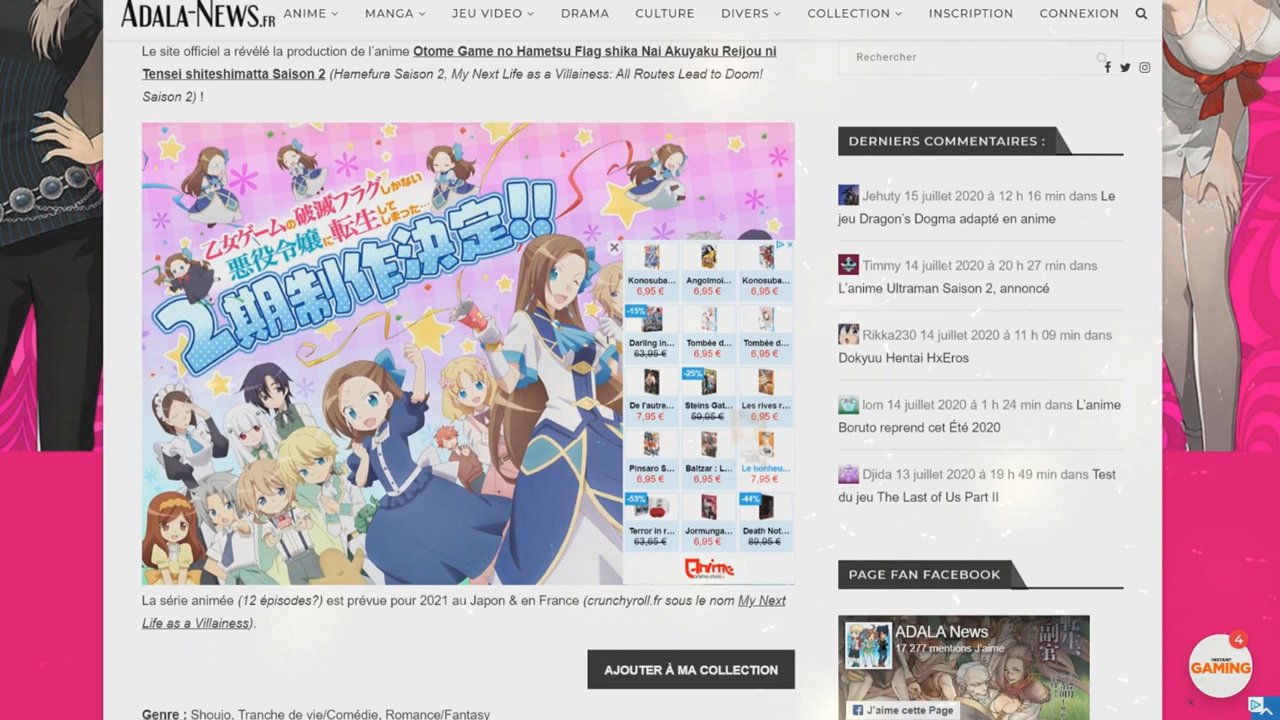 ADALA-NEWS.FR
ANIME MANGA JEU VIDEO DRAMA CULTURE DIVERS COLLECTION INSCRIPTION CONNEXION
Le site officiel a révélé la production de l'anime Otome Game no Hametsu Flag shika Nai Akuyaku Reijou ni
Tensei shiteshimatta Saison 2 (Hamefura Saison 2, My Next Life as a Villainess: All Routes Lead to Doom!
Saison 2) !
乙女ゲームの破滅フラグしかない
悪役令嬢に転生してしまった…
2期制作決定!!
Konosuba... Angolmoi... Konosuba...
6,95 € 6,95 € 6,95 €
-15%
Darling in... Tombée d... Tombée d...
63,95 € 6,95 € 6,95 €
-25%
De l'autre... Steins Gat... Les rives r...
7,95 € 59,95 € 6,95 €
Pinsaro S... Baltzar : L... Le bonheu...
6,95 € 6,95 € 7,95 €
-53% -44%
Terror in r... Jormunga... Death Not...
63,65 € 6,95 € 89,95 €
Anime
La série animée (12 épisodes?) est prévue pour 2021 au Japon & en France (crunchyroll.fr sous le nom My Next
Life as a Villainess).
AJOUTER À MA COLLECTION
Genre : Shoujo, Tranche de vie/Comédie, Romance/Fantasy
Rechercher
DERNIERS COMMENTAIRES :
Jehuty 15 juillet 2020 à 12 h 16 min dans Le
jeu Dragon's Dogma adapté en anime
Timmy 14 juillet 2020 à 20 h 27 min dans
L'anime Ultraman Saison 2, annoncé
Rikka230 14 juillet 2020 à 11 h 09 min dans
Dokyuu Hentai HxEros
lom 14 juillet 2020 à 1 h 24 min dans L'anime
Boruto reprend cet Été 2020
Djida 13 juillet 2020 à 19 h 49 min dans Test
du jeu The Last of Us Part II
PAGE FAN FACEBOOK
ADALA News
17 277 mentions J'aime
J'aime cette Page
4
INSTANT
GAMING